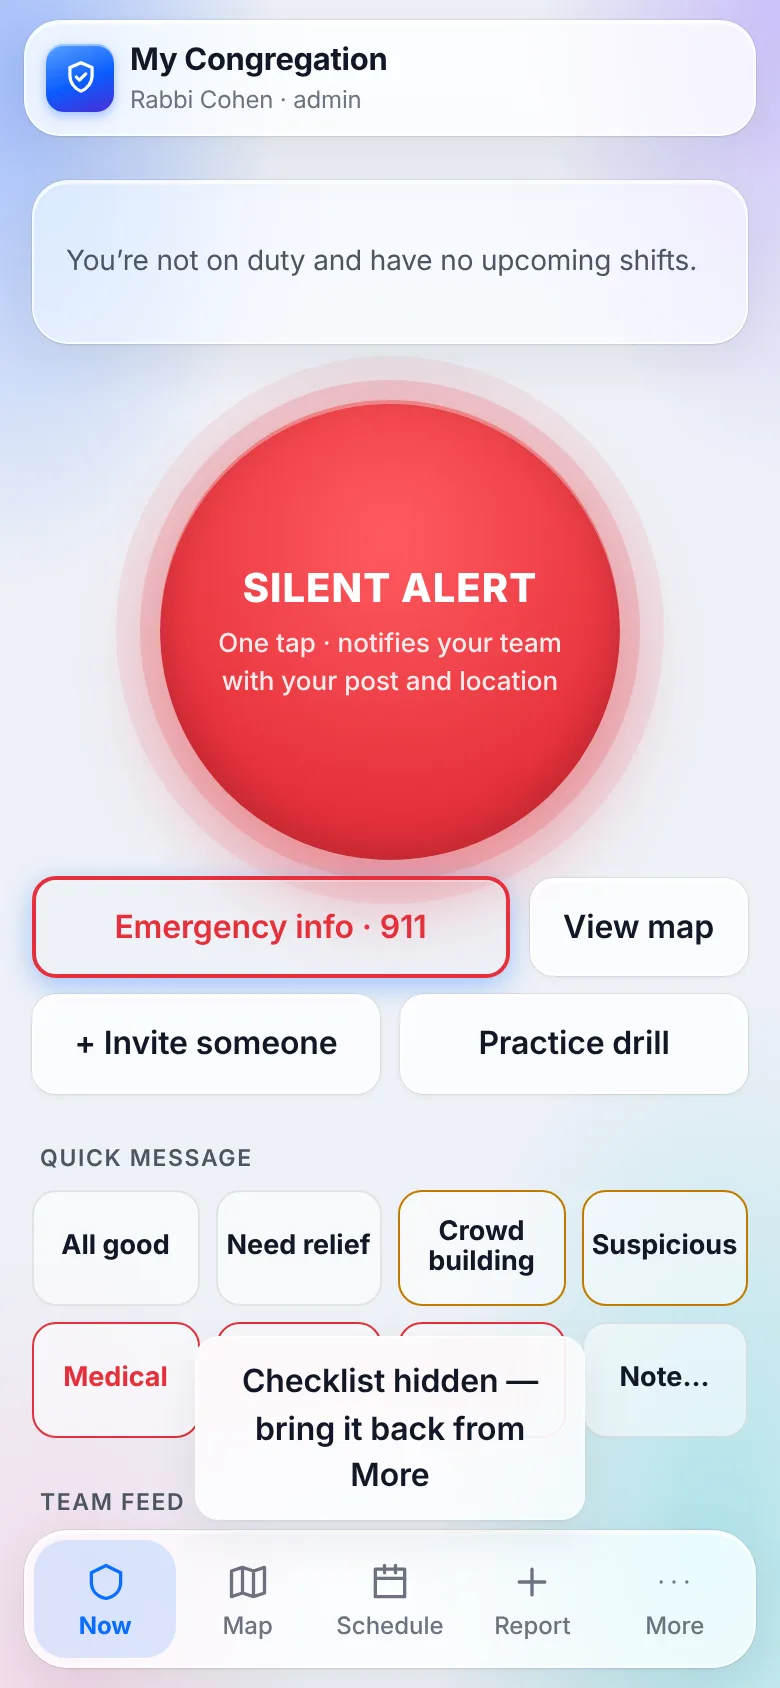 My Congregation
Rabbi Cohen · admin
You’re not on duty and have no upcoming shifts.
SILENT ALERT
One tap · notifies your team
with your post and location
Emergency info · 911
View map
+ Invite someone
Practice drill
QUICK MESSAGE
All good
Need relief
Crowd
building
Suspicious
Medical
Note…
Checklist hidden —
bring it back from
More
TEAM FEED
Now
Map
Schedule
Report
More